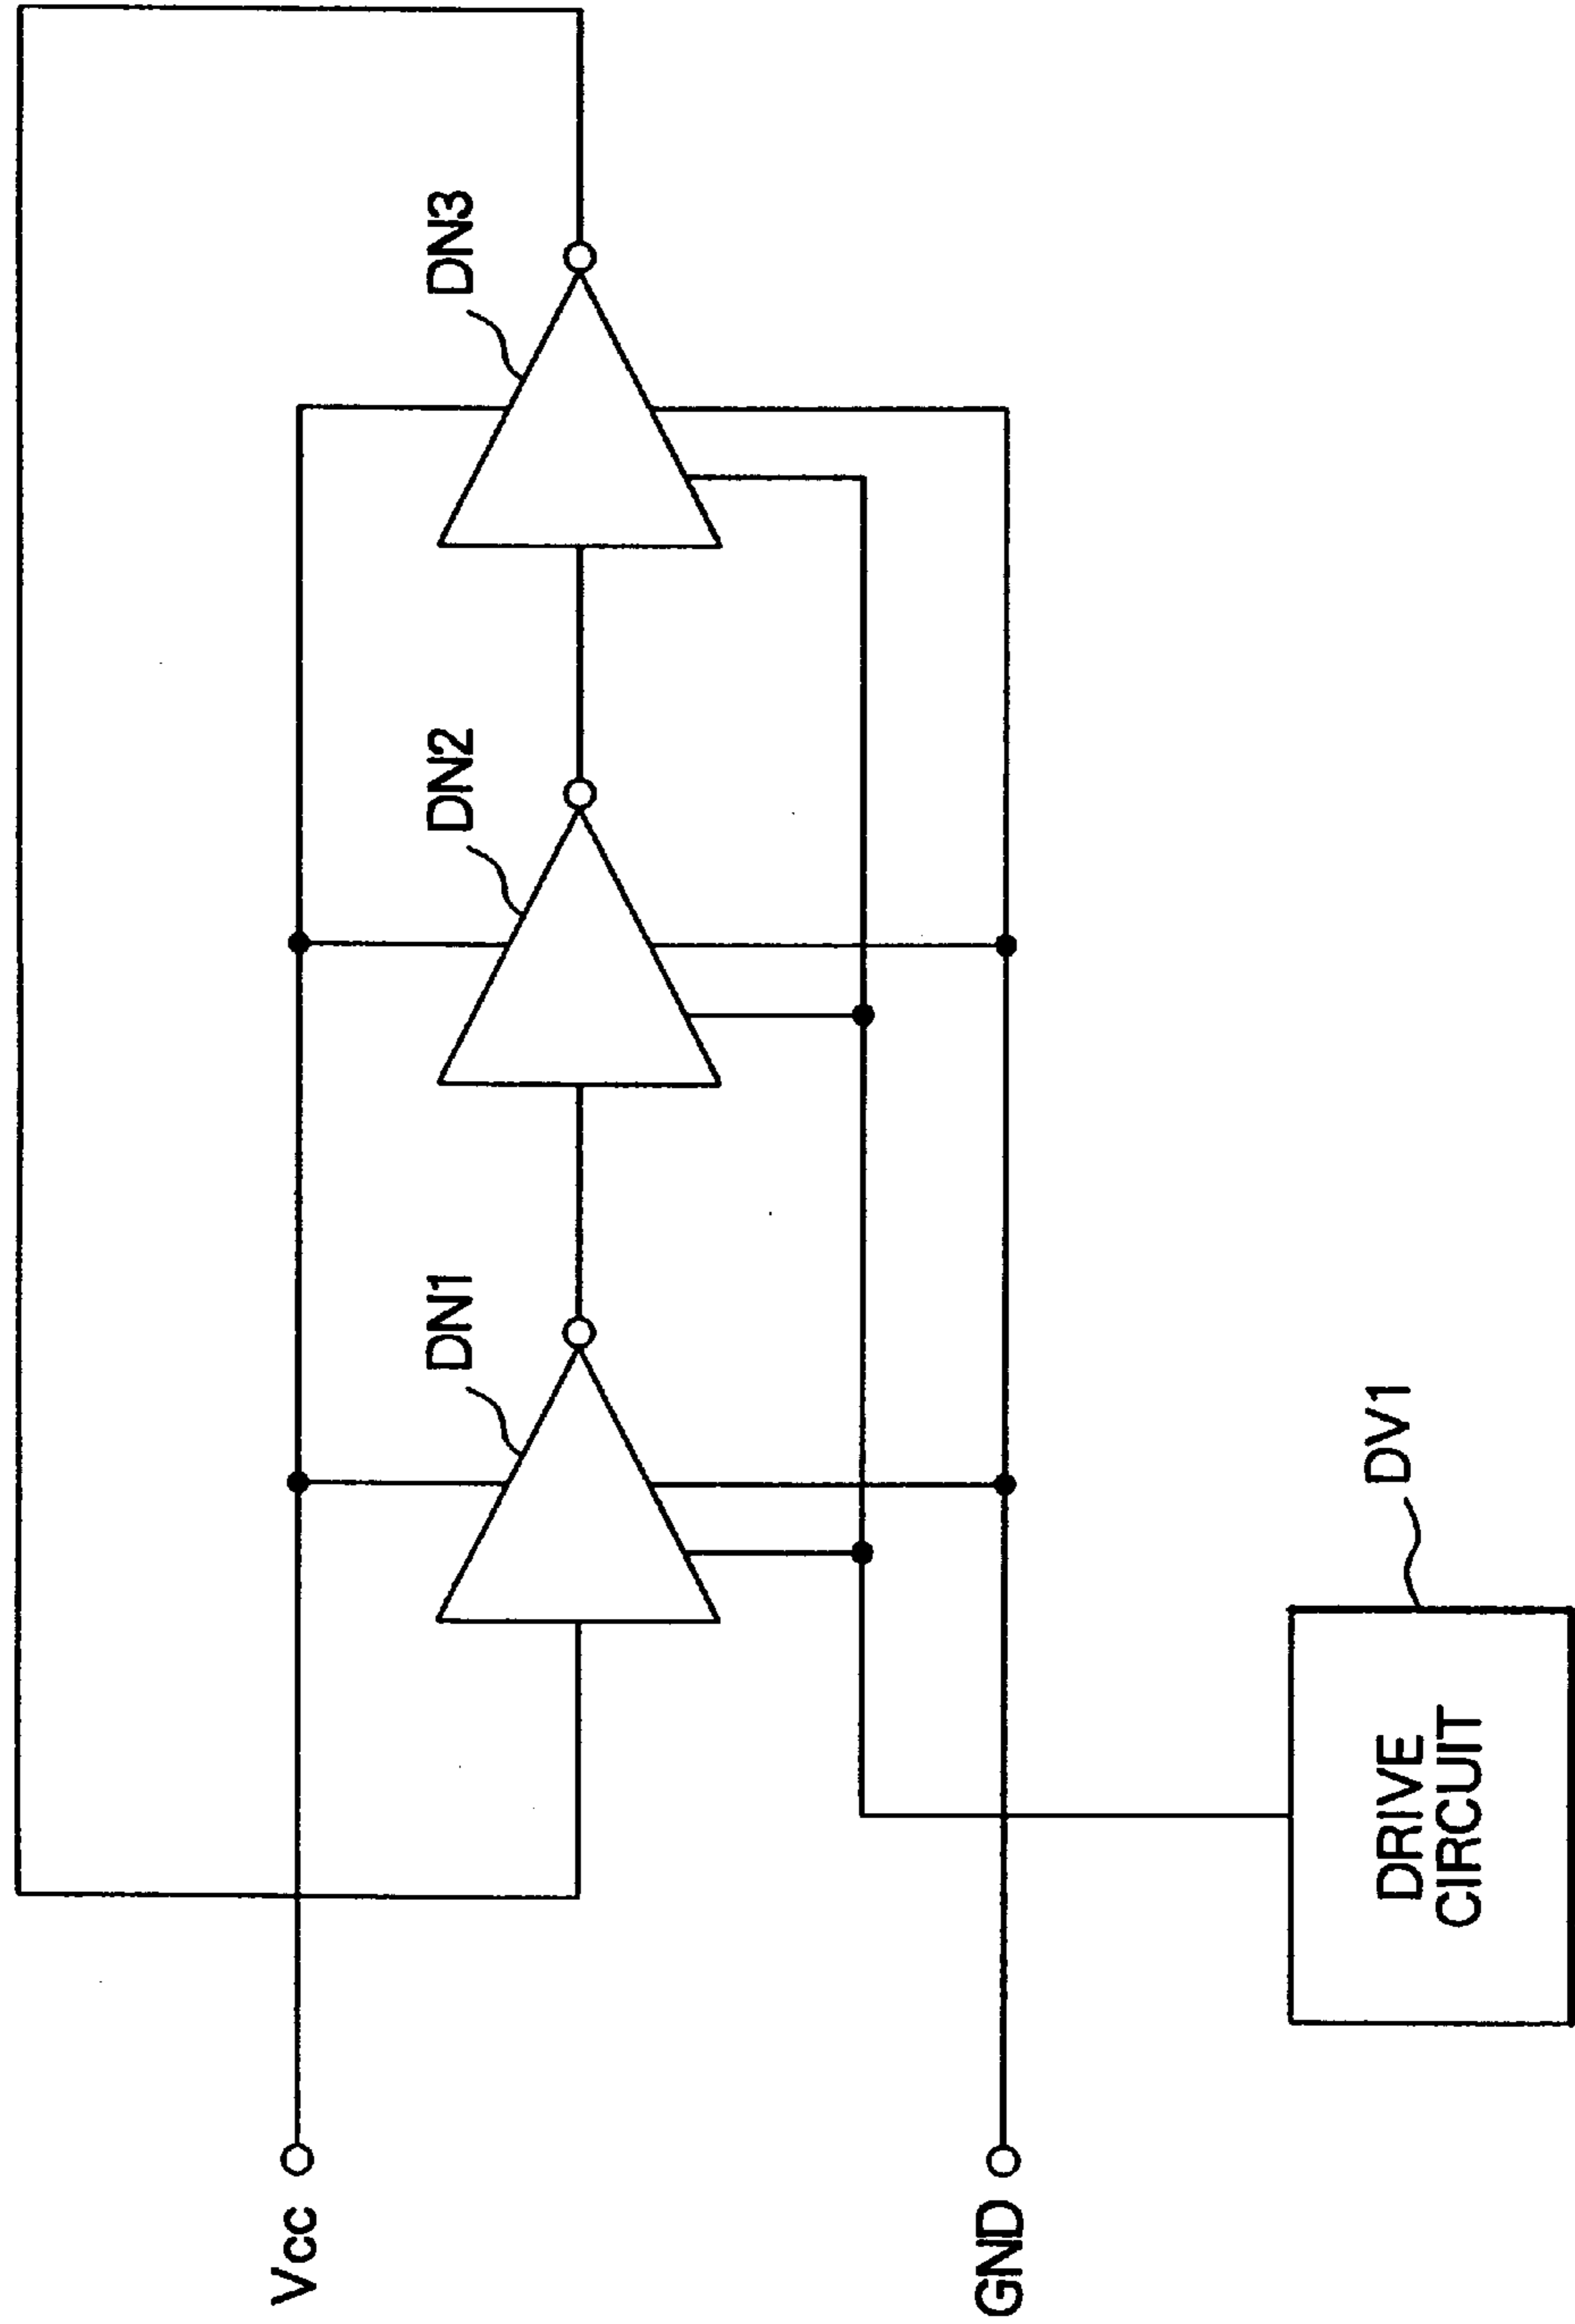 DN1
DN2
DN3
Vcc
GND
DV1
DRIVE
CIRCUIT